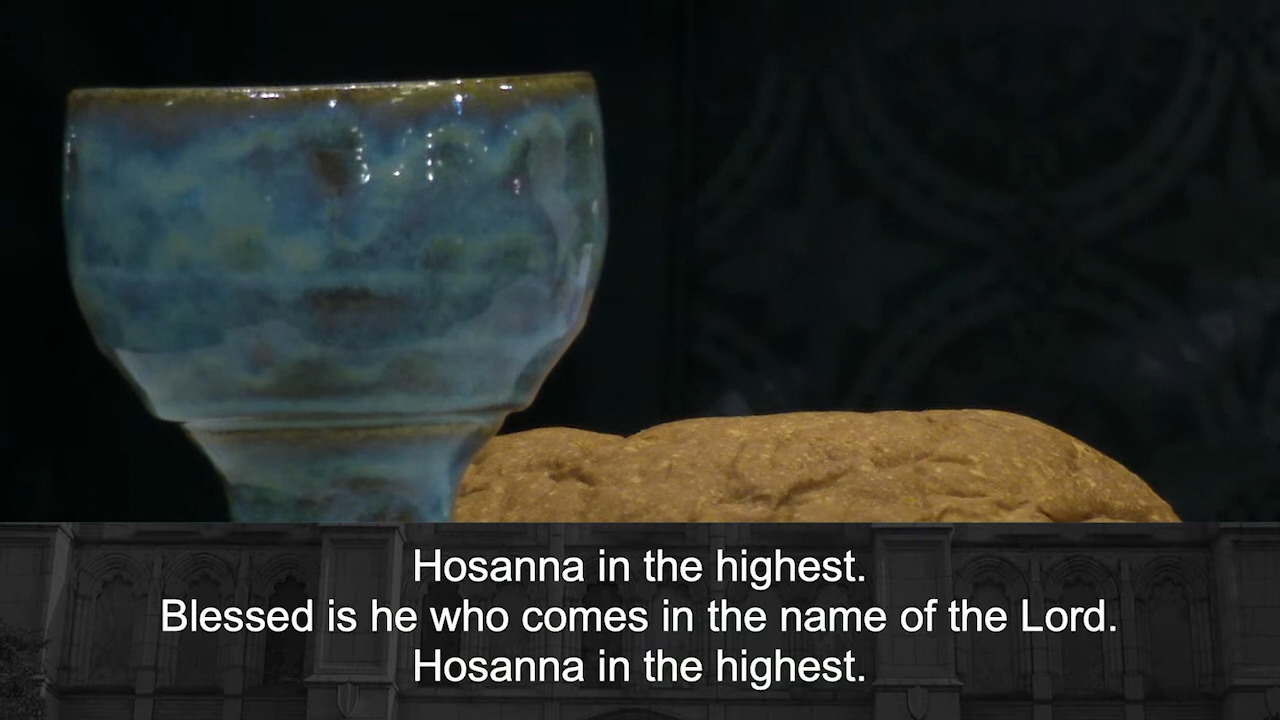 Hosanna in the highest.
Blessed is he who comes in the name of the Lord.
Hosanna in the highest.